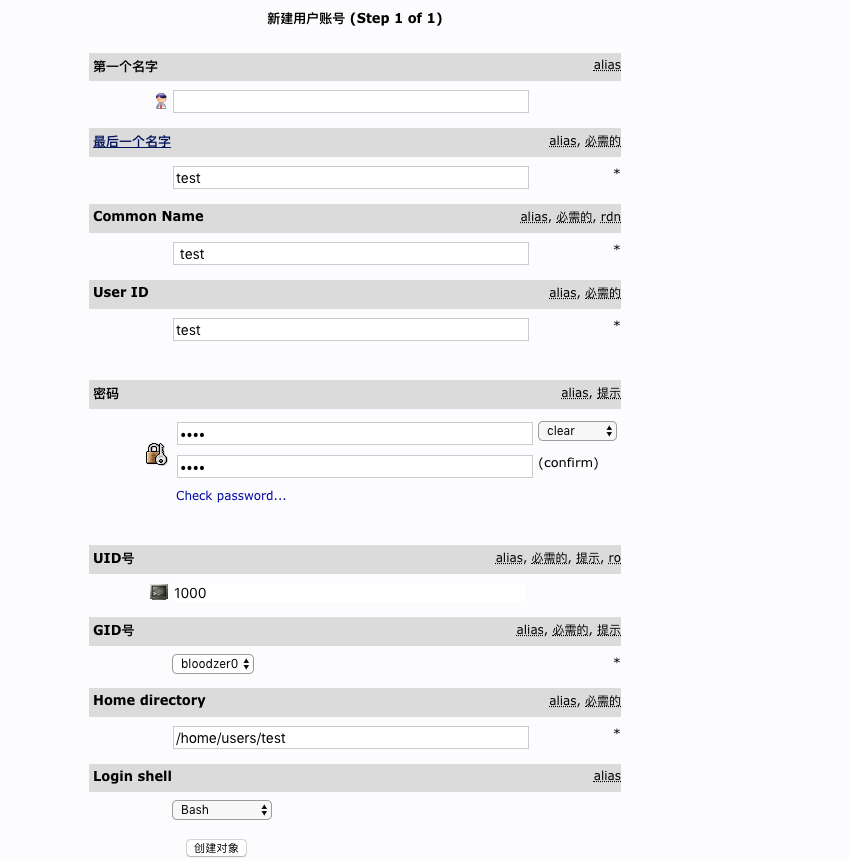 新建用户账号 (Step 1 of 1)
第一个名字 alias
最后一个名字 alias, 必需的
test *
Common Name alias, 必需的, rdn
test *
User ID alias, 必需的
test *
密码 alias, 提示
•••• clear
•••• (confirm)
Check password...
UID号 alias, 必需的, 提示, ro
1000
GID号 alias, 必需的, 提示
bloodzer0 *
Home directory alias, 必需的
/home/users/test *
Login shell alias
Bash
创建对象